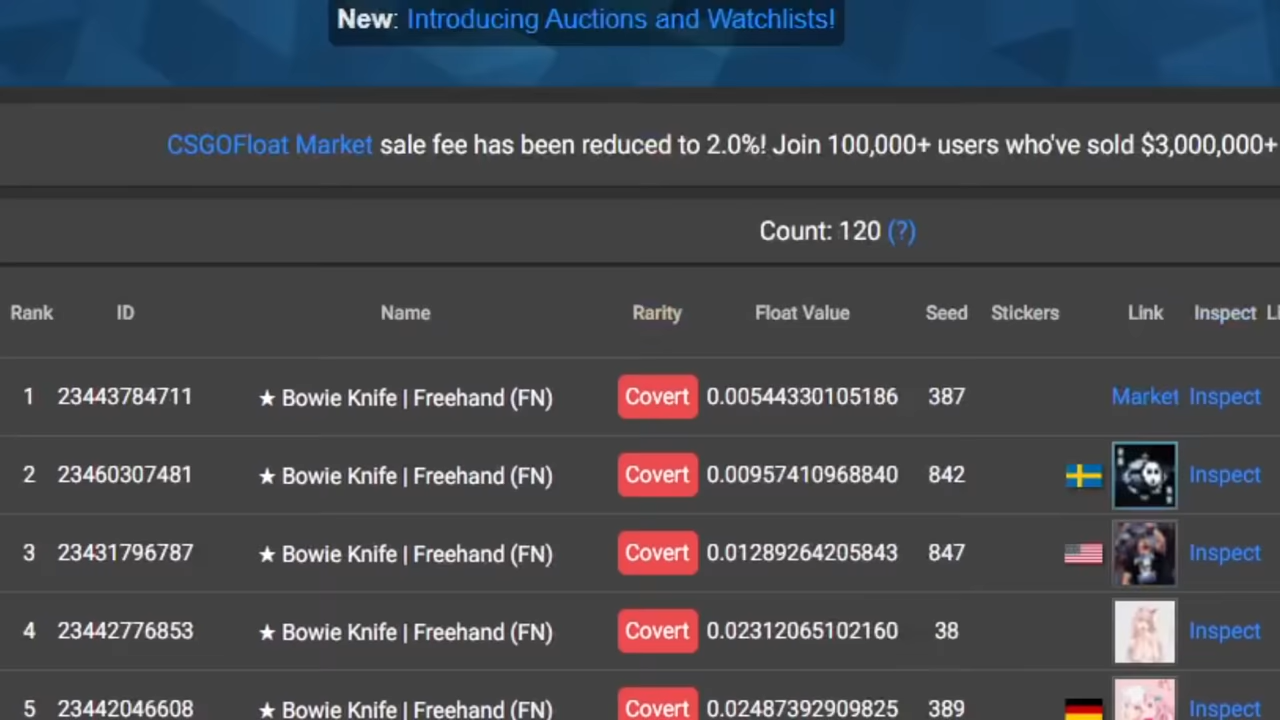 New: Introducing Auctions and Watchlists!
CSGOFloat Market sale fee has been reduced to 2.0%! Join 100,000+ users who've sold $3,000,000+
Count: 120 (?)
Rank ID Name Rarity Float Value Seed Stickers Link Inspect Li
1 23443784711 ★ Bowie Knife | Freehand (FN) Covert 0.00544330105186 387 Market Inspect
2 23460307481 ★ Bowie Knife | Freehand (FN) Covert 0.00957410968840 842 Inspect
3 23431796787 ★ Bowie Knife | Freehand (FN) Covert 0.01289264205843 847 Inspect
4 23442776853 ★ Bowie Knife | Freehand (FN) Covert 0.02312065102160 38 Inspect
5 23442046608 ★ Bowie Knife | Freehand (FN) Covert 0.02487392909825 389 Inspect